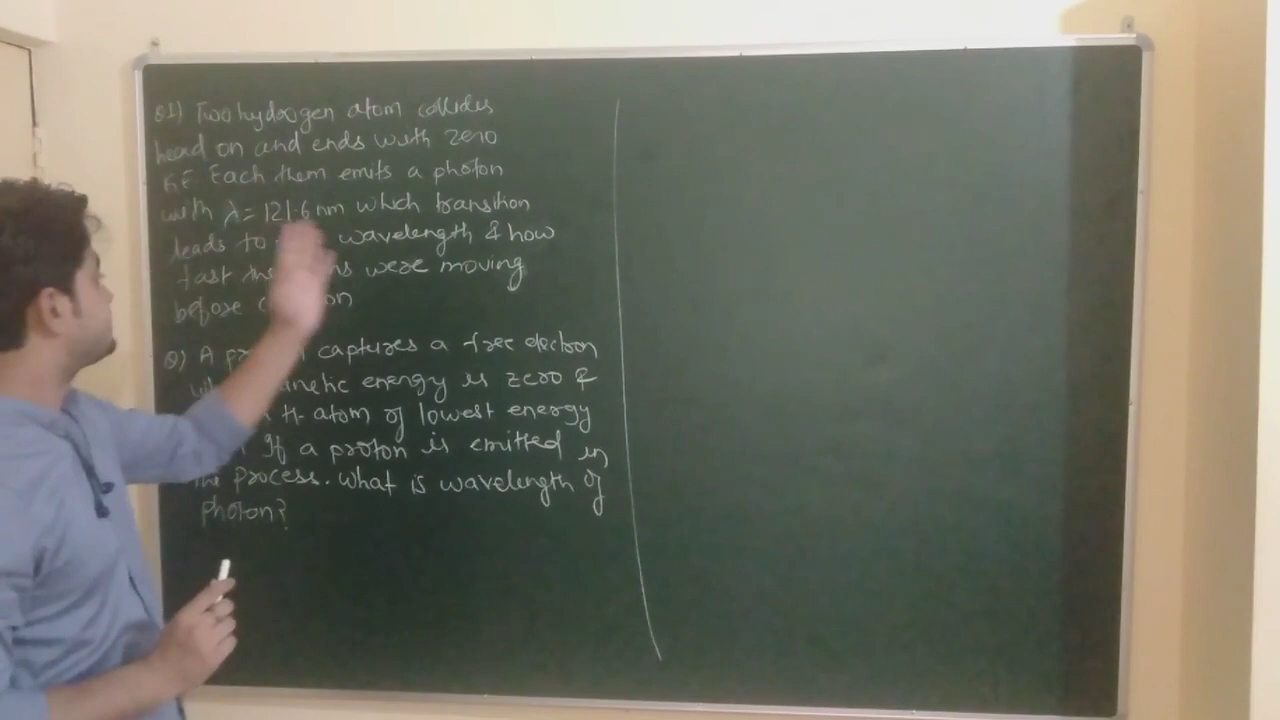 Q1) Two hydrogen atom collides
head on and ends with zero
KE Each them emits a photon
with λ= 121.6 nm which transition
leads to wavelength & how
fast were moving
before
Q) A captures a free electron
kinetic energy is zero &
H- atom of lowest energy
If a proton is emitted in
the process. What is wavelength of
photon?